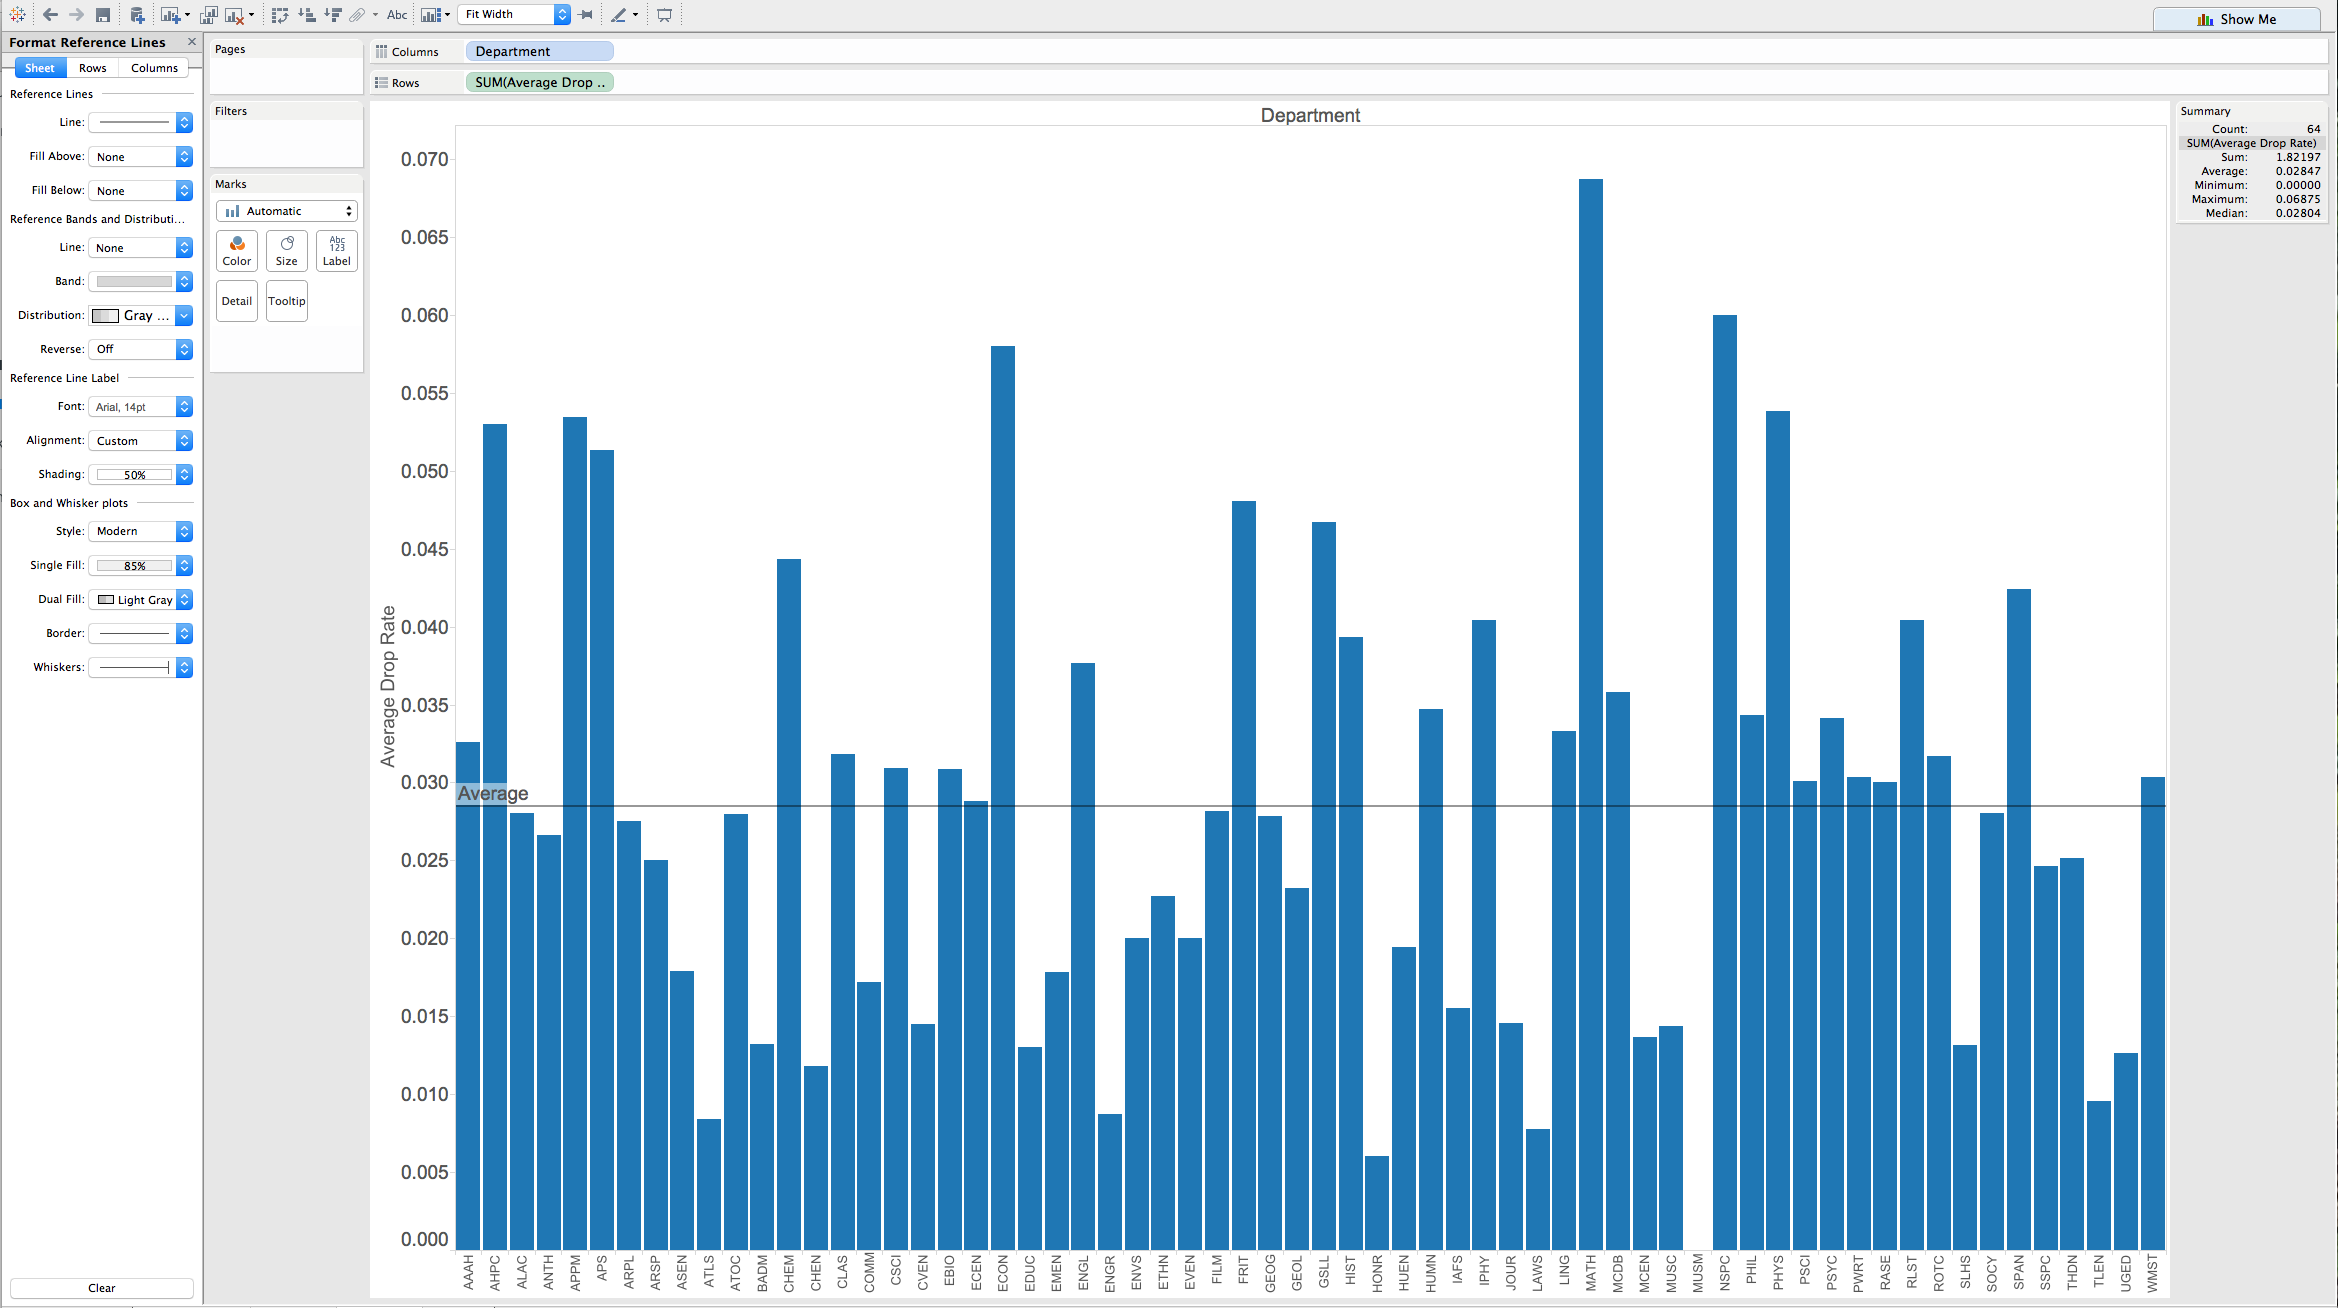 Abc
Fit Width
Show Me
Format Reference Lines
Sheet Rows Columns
Reference Lines
Line:
Fill Above: None
Fill Below: None
Reference Bands and Distributi...
Line: None
Band:
Distribution: Gray ...
Reverse: Off
Reference Line Label
Font: Arial, 14pt
Alignment: Custom
Shading: 50%
Box and Whisker plots
Style: Modern
Single Fill: 85%
Dual Fill: Light Gray
Border:
Whiskers:
Clear
Pages
Filters
Marks
Automatic
Color
Size
Abc
123
Label
Detail
Tooltip
Columns Department
Rows SUM(Average Drop ..
Department
Average Drop Rate
0.070
0.065
0.060
0.055
0.050
0.045
0.040
0.035
0.030
0.025
0.020
0.015
0.010
0.005
0.000
Average
AAAH
AHPC
ALAC
ANTH
APPM
APS
ARPL
ARSP
ASEN
ATLS
ATOC
BADM
CHEM
CHEN
CLAS
COMM
CSCI
CVEN
EBIO
ECEN
ECON
EDUC
EMEN
ENGL
ENGR
ENVS
ETHN
EVEN
FILM
FRIT
GEOG
GEOL
GSLL
HIST
HONR
HUEN
HUMN
IAFS
IPHY
JOUR
LAWS
LING
MATH
MCDB
MCEN
MUSC
MUSM
NSPC
PHIL
PHYS
PSCI
PSYC
PWRT
RASE
RLST
ROTC
SLHS
SOCY
SPAN
SSPC
THDN
TLEN
UGED
WMST
Summary
Count: 64
SUM(Average Drop Rate)
Sum: 1.82197
Average: 0.02847
Minimum: 0.00000
Maximum: 0.06875
Median: 0.02804